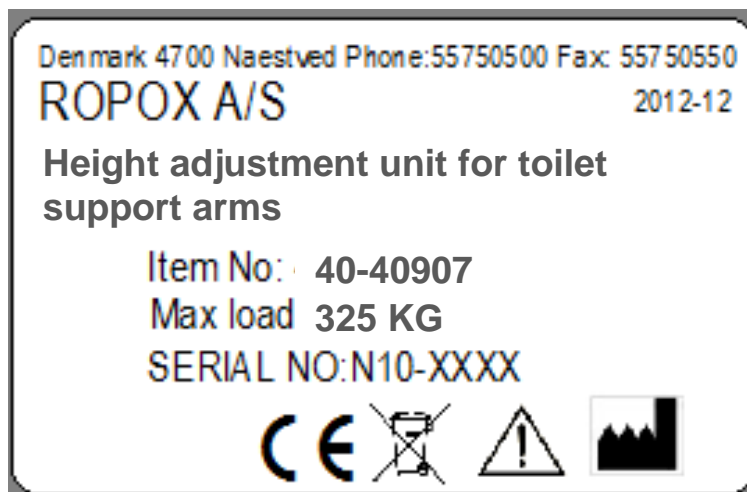 Denmark 4700 Naestved Phone:55750500 Fax: 55750550
ROPOX A/S 2012-12
Height adjustment unit for toilet
support arms
Item No: 40-40907
Max load 325 KG
SERIAL NO:N10-XXXX
CE